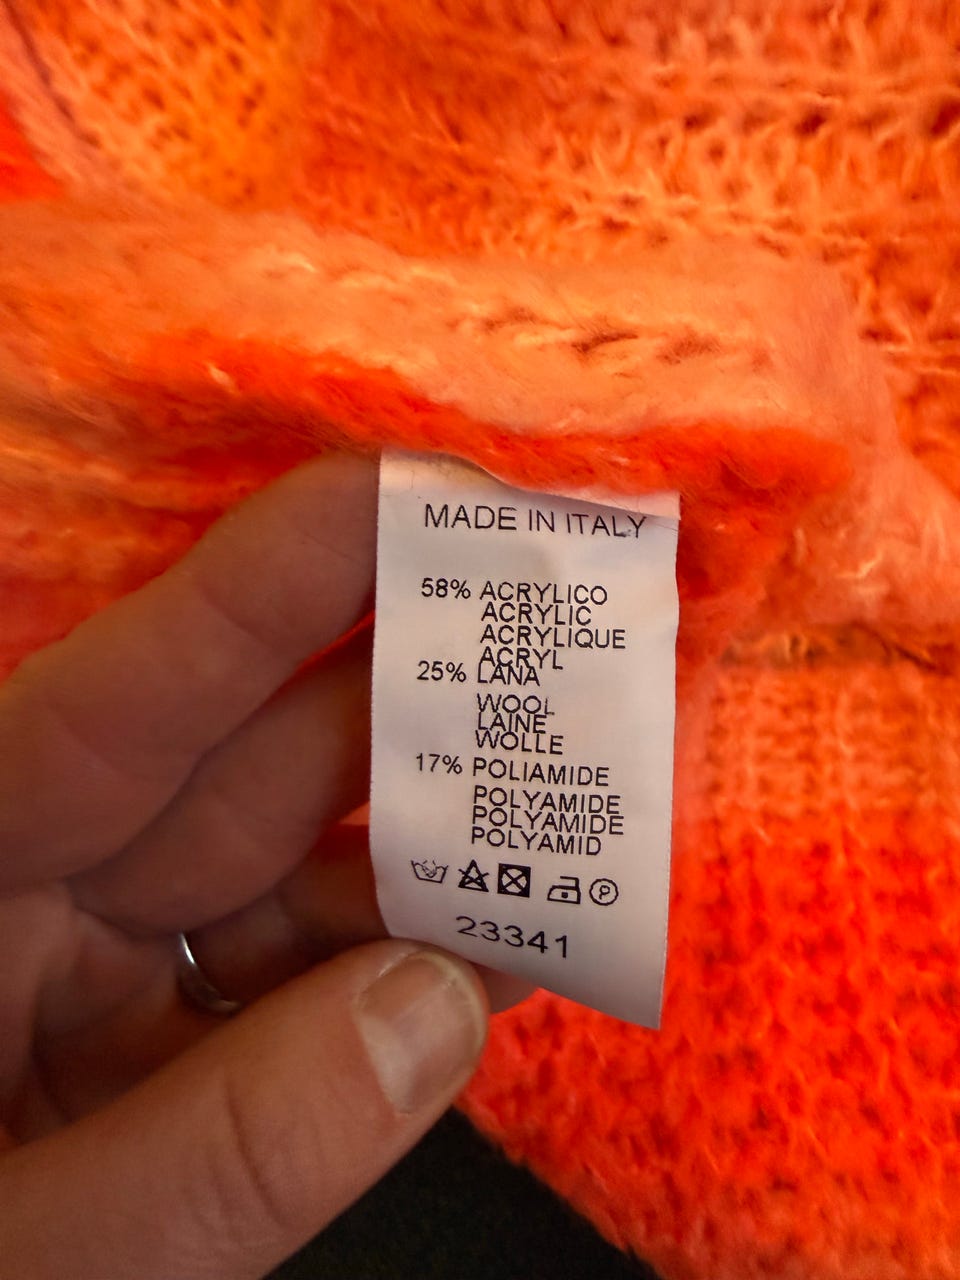 MADE IN ITALY
58% ACRYLICO
ACRYLIC
ACRYLIQUE
ACRYL
25% LANA
WOOL
LAINE
WOLLE
17% POLIAMIDE
POLYAMIDE
POLYAMIDE
POLYAMID
P
23341